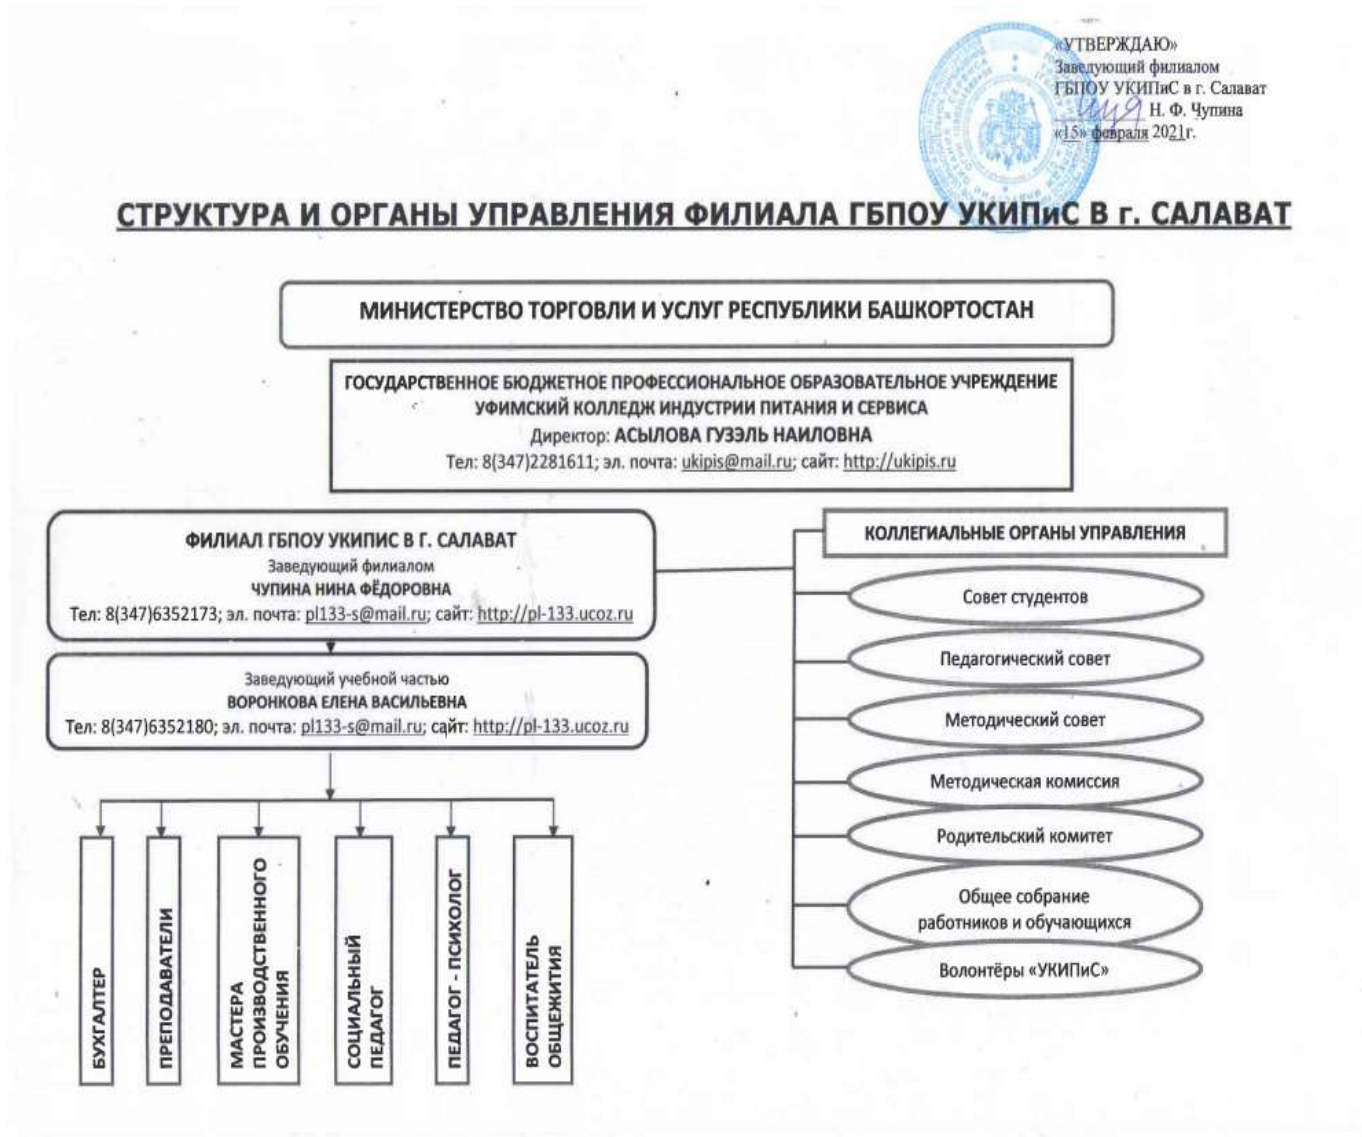 «УТВЕРЖДАЮ»
Заведующий филиалом
ГБПОУ УКИПиС в г. Салават
Н. Ф. Чупина
«15» февраля 2021г.
СТРУКТУРА И ОРГАНЫ УПРАВЛЕНИЯ ФИЛИАЛА ГБПОУ УКИПиС В г. САЛАВАТ
МИНИСТЕРСТВО ТОРГОВЛИ И УСЛУГ РЕСПУБЛИКИ БАШКОРТОСТАН
ГОСУДАРСТВЕННОЕ БЮДЖЕТНОЕ ПРОФЕССИОНАЛЬНОЕ ОБРАЗОВАТЕЛЬНОЕ УЧРЕЖДЕНИЕ
УФИМСКИЙ КОЛЛЕДЖ ИНДУСТРИИ ПИТАНИЯ И СЕРВИСА
Директор: АСЫЛОВА ГУЗЭЛЬ НАИЛОВНА
Тел: 8(347)2281611; эл. почта: ukipis@mail.ru; сайт: http://ukipis.ru
ФИЛИАЛ ГБПОУ УКИПИС В Г. САЛАВАТ
Заведующий филиалом
ЧУПИНА НИНА ФЁДОРОВНА
Тел: 8(347)6352173; эл. почта: pl133-s@mail.ru; сайт: http://pl-133.ucoz.ru
Заведующий учебной частью
ВОРОНКОВА ЕЛЕНА ВАСИЛЬЕВНА
Тел: 8(347)6352180; эл. почта: pl133-s@mail.ru; сайт: http://pl-133.ucoz.ru
БУХГАЛТЕР
ПРЕПОДАВАТЕЛИ
МАСТЕРА
ПРОИЗВОДСТВЕННОГО
ОБУЧЕНИЯ
СОЦИАЛЬНЫЙ
ПЕДАГОГ
ПЕДАГОГ - ПСИХОЛОГ
ВОСПИТАТЕЛЬ
ОБЩЕЖИТИЯ
КОЛЛЕГИАЛЬНЫЕ ОРГАНЫ УПРАВЛЕНИЯ
Совет студентов
Педагогический совет
Методический совет
Методическая комиссия
Родительский комитет
Общее собрание
работников и обучающихся
Волонтёры «УКИПиС»